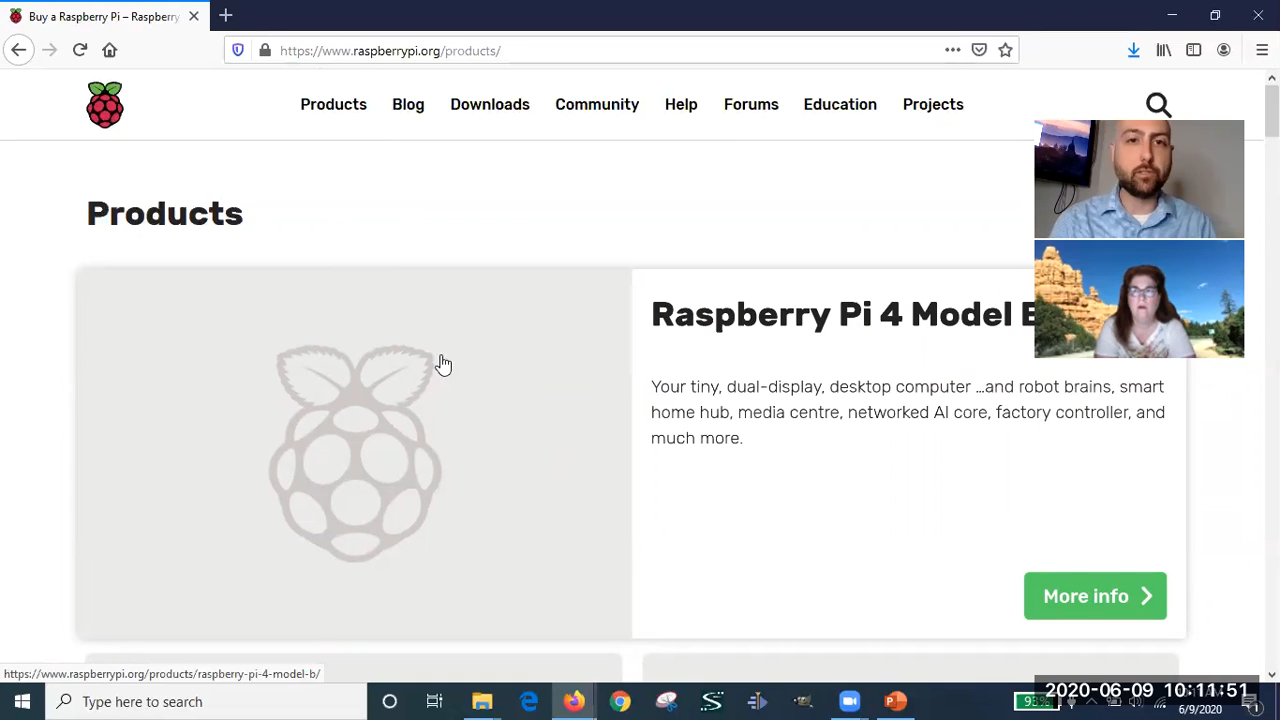 Buy a Raspberry Pi – Raspberry
https://www.raspberrypi.org/products/
Products Blog Downloads Community Help Forums Education Projects
Products
Raspberry Pi 4 Model
Your tiny, dual-display, desktop computer ...and robot brains, smart
home hub, media centre, networked AI core, factory controller, and
much more.
More info
https://www.raspberrypi.org/products/raspberry-pi-4-model-b/
Type here to search
93%
2020-06-09 10:11:51
6/9/2020